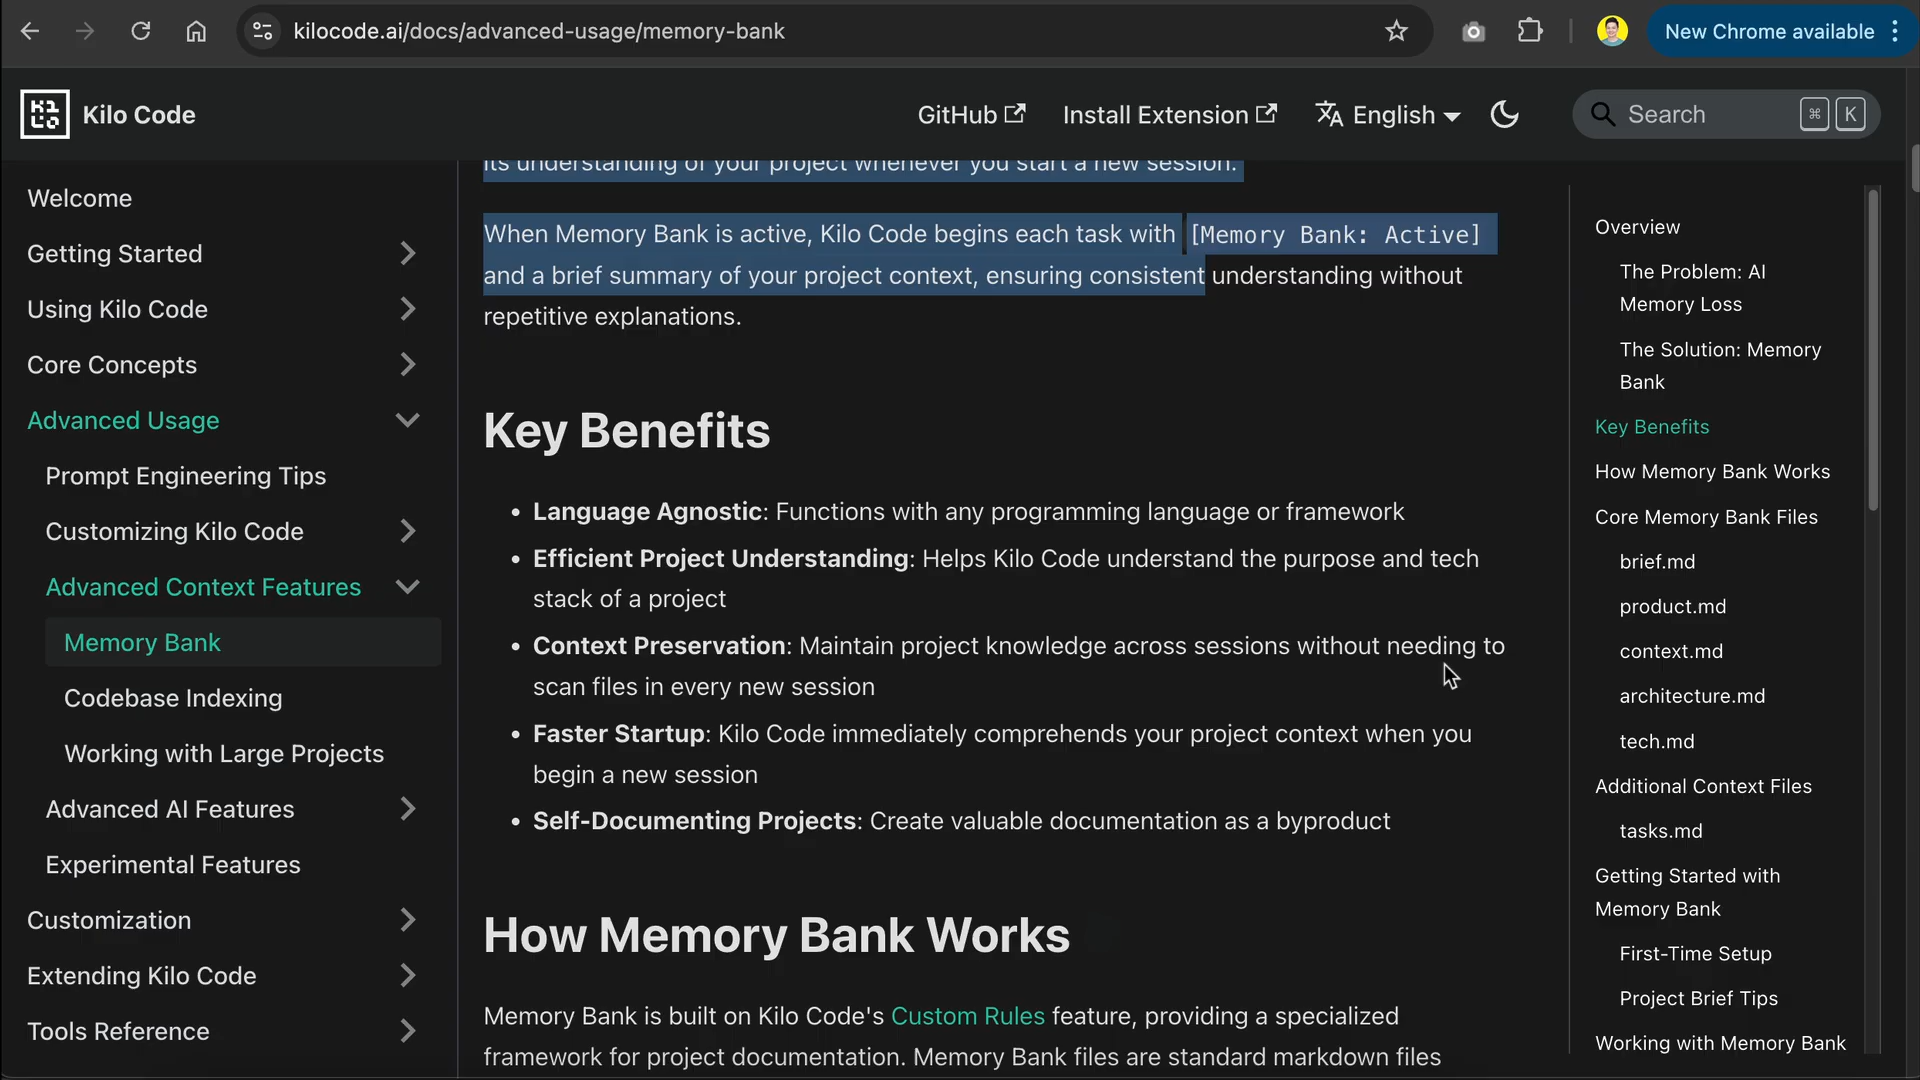 kilocode.ai/docs/advanced-usage/memory-bank
New Chrome available
Kilo Code
GitHub
Install Extension
English
Search
⌘ K
Welcome
Getting Started
Using Kilo Code
Core Concepts
Advanced Usage
Prompt Engineering Tips
Customizing Kilo Code
Advanced Context Features
Memory Bank
Codebase Indexing
Working with Large Projects
Advanced AI Features
Experimental Features
Customization
Extending Kilo Code
Tools Reference
its understanding of your project whenever you start a new session.
When Memory Bank is active, Kilo Code begins each task with [Memory Bank: Active]
and a brief summary of your project context, ensuring consistent understanding without
repetitive explanations.
Key Benefits
• Language Agnostic: Functions with any programming language or framework
• Efficient Project Understanding: Helps Kilo Code understand the purpose and tech
stack of a project
• Context Preservation: Maintain project knowledge across sessions without needing to
scan files in every new session
• Faster Startup: Kilo Code immediately comprehends your project context when you
begin a new session
• Self-Documenting Projects: Create valuable documentation as a byproduct
How Memory Bank Works
Memory Bank is built on Kilo Code's Custom Rules feature, providing a specialized
framework for project documentation. Memory Bank files are standard markdown files
Overview
The Problem: AI
Memory Loss
The Solution: Memory
Bank
Key Benefits
How Memory Bank Works
Core Memory Bank Files
brief.md
product.md
context.md
architecture.md
tech.md
Additional Context Files
tasks.md
Getting Started with
Memory Bank
First-Time Setup
Project Brief Tips
Working with Memory Bank